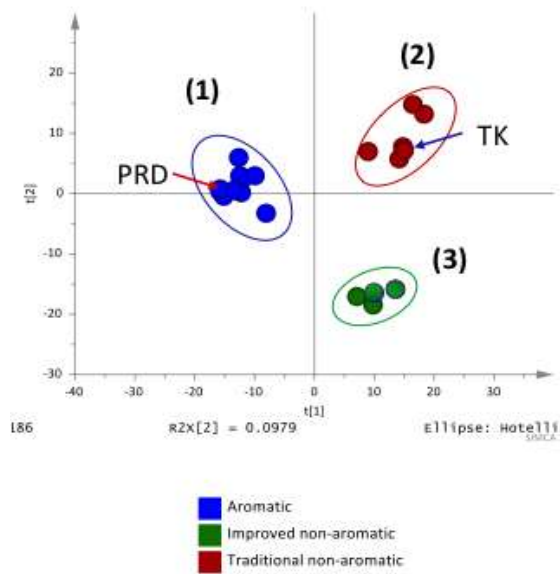 (1)
(2)
PRD
TK
(3)
t[2]
20
10
0
-10
-20
-30
-40
-30
-20
-10
0
10
20
30
t[1]
186
R2X[2] = 0.0979
Ellipse: Hotelli
SIMCA
Aromatic
Improved non-aromatic
Traditional non-aromatic